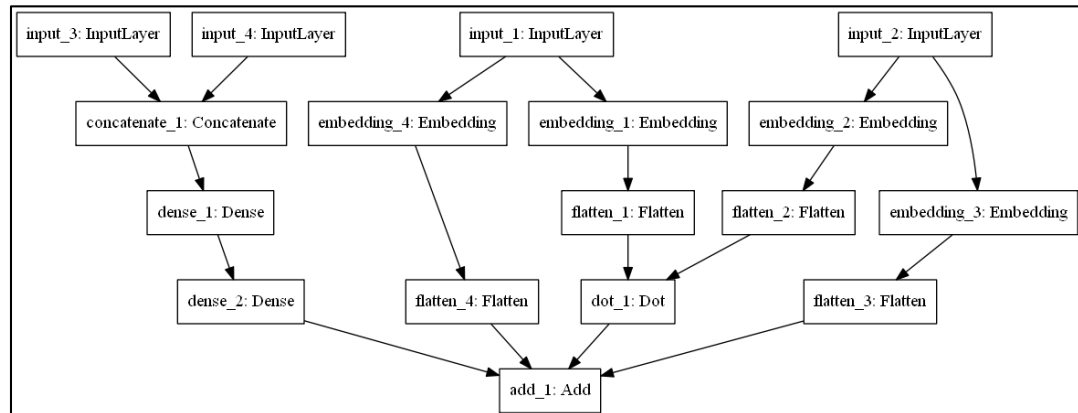 input_3: InputLayer
input_4: InputLayer
input_1: InputLayer
input_2: InputLayer
concatenate_1: Concatenate
embedding_4: Embedding
embedding_1: Embedding
embedding_2: Embedding
dense_1: Dense
flatten_1: Flatten
flatten_2: Flatten
embedding_3: Embedding
dense_2: Dense
flatten_4: Flatten
dot_1: Dot
flatten_3: Flatten
add_1: Add